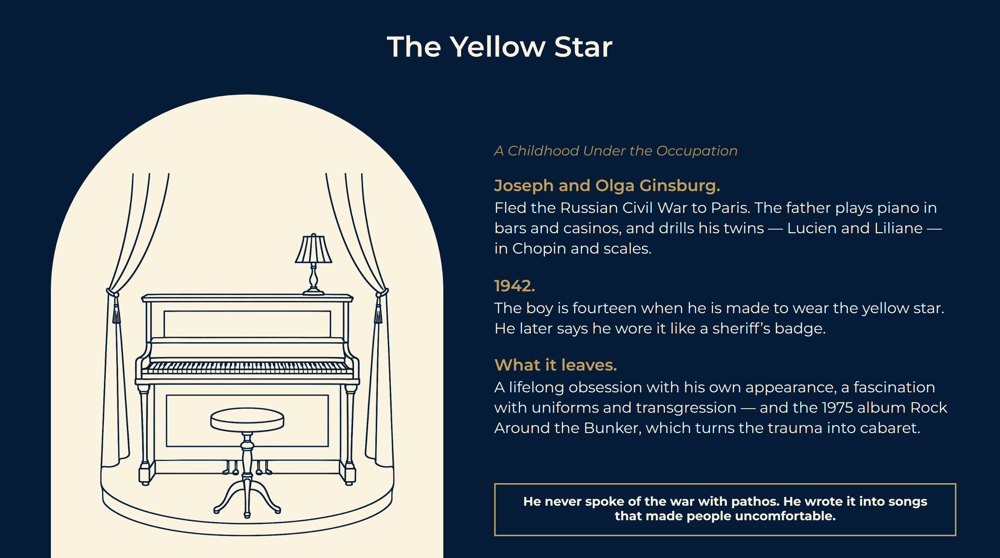 The Yellow Star
A Childhood Under the Occupation
Joseph and Olga Ginsburg.
Fled the Russian Civil War to Paris. The father plays piano in
bars and casinos, and drills his twins — Lucien and Liliane —
in Chopin and scales.
1942.
The boy is fourteen when he is made to wear the yellow star.
He later says he wore it like a sheriff’s badge.
What it leaves.
A lifelong obsession with his own appearance, a fascination
with uniforms and transgression — and the 1975 album Rock
Around the Bunker, which turns the trauma into cabaret.
He never spoke of the war with pathos. He wrote it into songs
that made people uncomfortable.